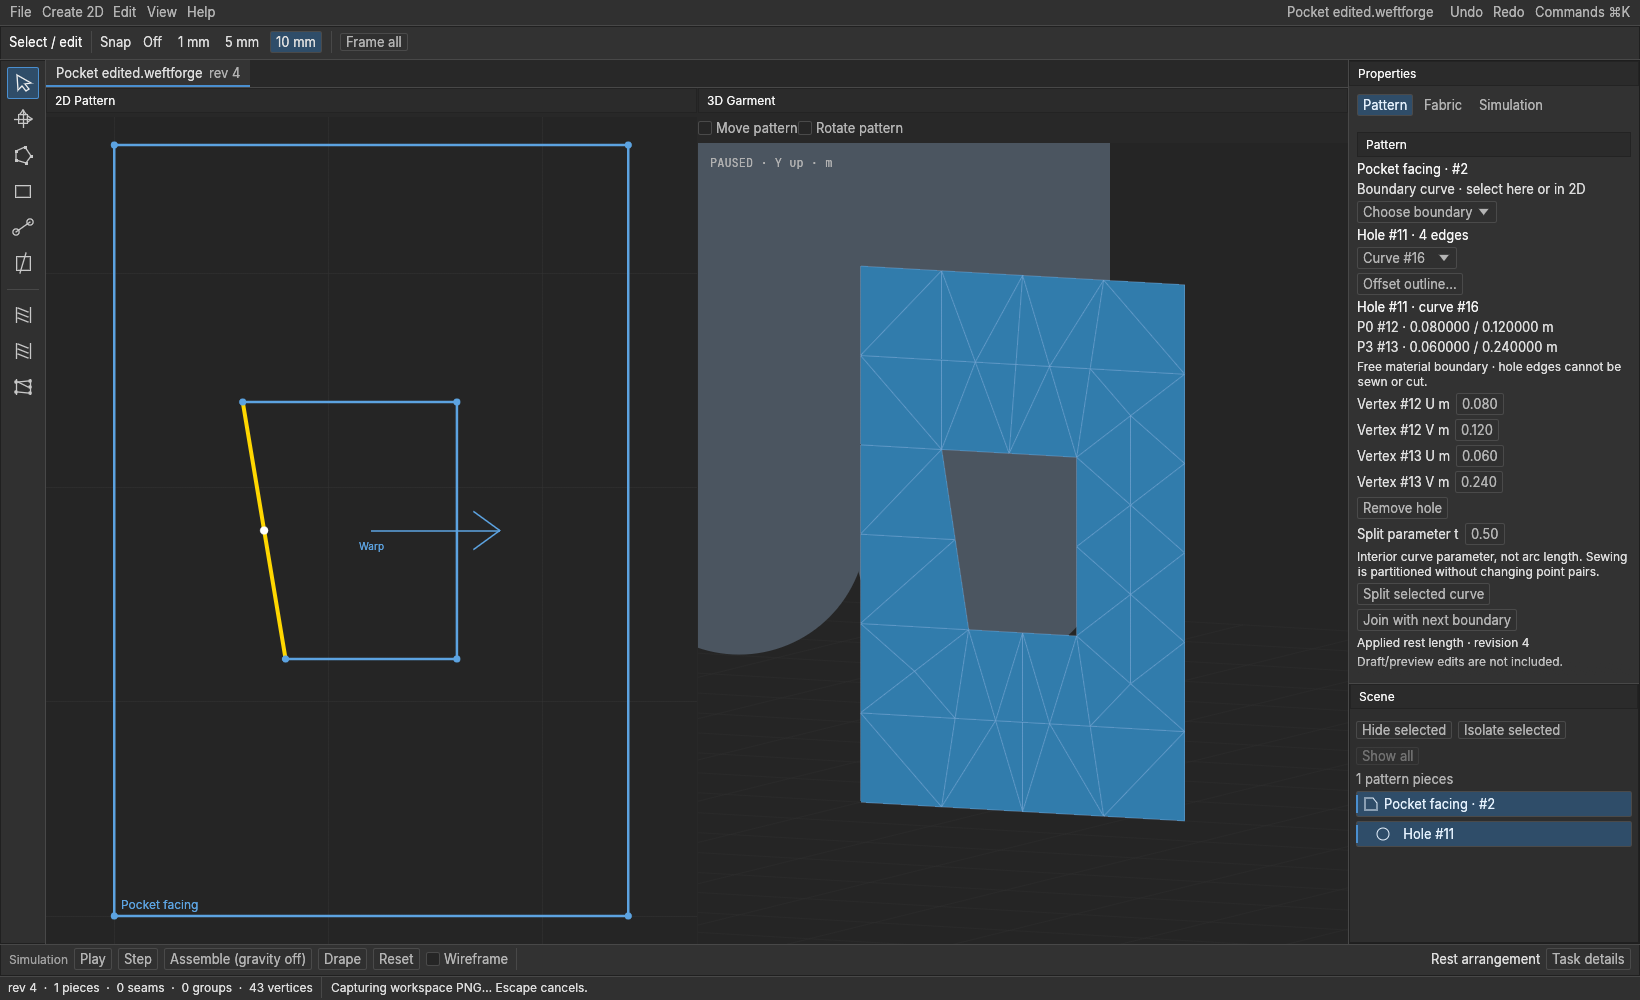 File Create 2D Edit View Help
Pocket edited.weftforge Undo Redo Commands ⌘K
Select / edit Snap Off 1 mm 5 mm 10 mm Frame all
Pocket edited.weftforge rev 4
2D Pattern
Warp
Pocket facing
3D Garment
Move pattern Rotate pattern
PAUSED · Y up · m
Properties
Pattern Fabric Simulation
Pattern
Pocket facing · #2
Boundary curve · select here or in 2D
Choose boundary
Hole #11 · 4 edges
Curve #16
Offset outline...
Hole #11 · curve #16
P0 #12 · 0.080000 / 0.120000 m
P3 #13 · 0.060000 / 0.240000 m
Free material boundary · hole edges cannot be
sewn or cut.
Vertex #12 U m 0.080
Vertex #12 V m 0.120
Vertex #13 U m 0.060
Vertex #13 V m 0.240
Remove hole
Split parameter t 0.50
Interior curve parameter, not arc length. Sewing
is partitioned without changing point pairs.
Split selected curve
Join with next boundary
Applied rest length · revision 4
Draft/preview edits are not included.
Scene
Hide selected Isolate selected
Show all
1 pattern pieces
Pocket facing · #2
Hole #11
Simulation Play Step Assemble (gravity off) Drape Reset Wireframe
Rest arrangement Task details
rev 4 · 1 pieces · 0 seams · 0 groups · 43 vertices Capturing workspace PNG... Escape cancels.